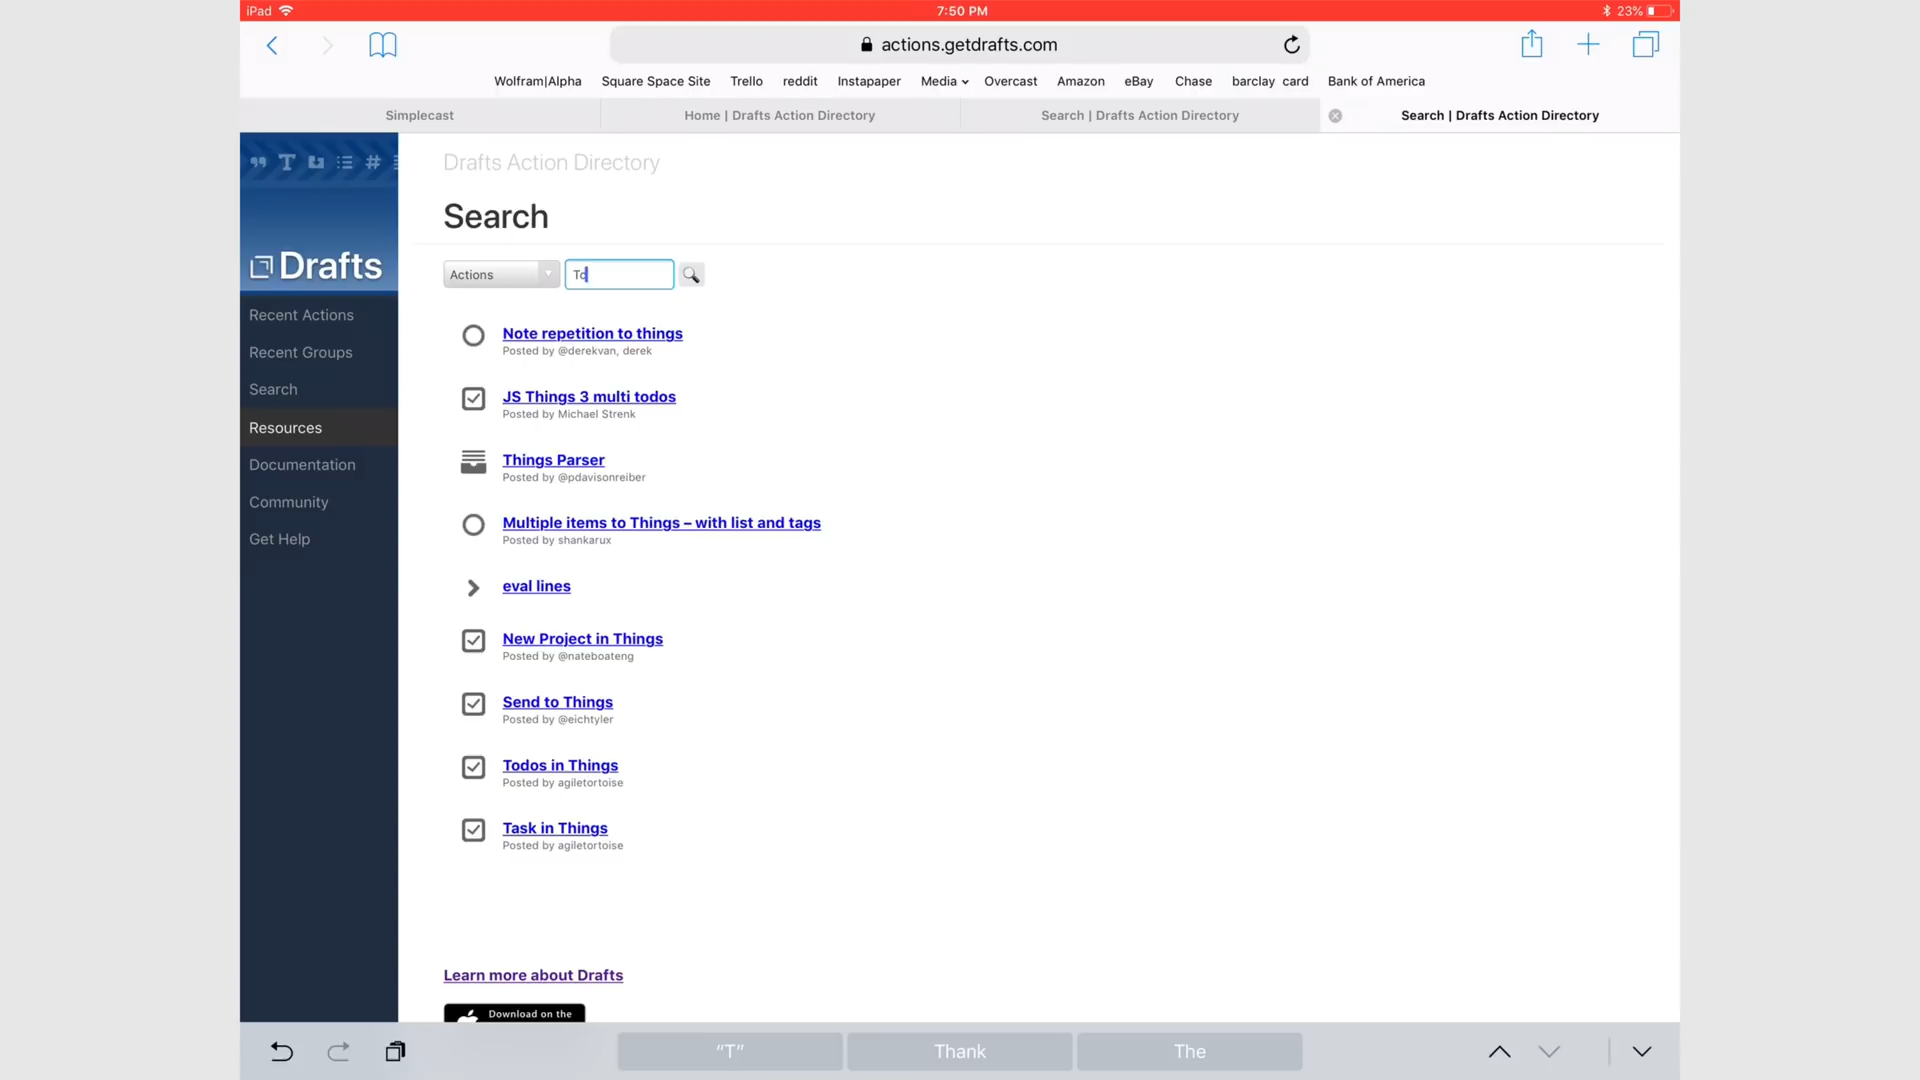 iPad 7:50 PM 23%
actions.getdrafts.com
Wolfram|Alpha Square Space Site Trello reddit Instapaper Media Overcast Amazon eBay Chase barclay card Bank of America
Simplecast Home | Drafts Action Directory Search | Drafts Action Directory Search | Drafts Action Directory
Drafts Action Directory
Search
Drafts
Actions To
Recent Actions
Recent Groups
Search
Resources
Documentation
Community
Get Help
Note repetition to things
Posted by @derekvan, derek
JS Things 3 multi todos
Posted by Michael Strenk
Things Parser
Posted by @pdavisonreiber
Multiple items to Things – with list and tags
Posted by shankarux
eval lines
New Project in Things
Posted by @nateboateng
Send to Things
Posted by @eichtyler
Todos in Things
Posted by agiletortoise
Task in Things
Posted by agiletortoise
Learn more about Drafts
Download on the
“T” Thank The